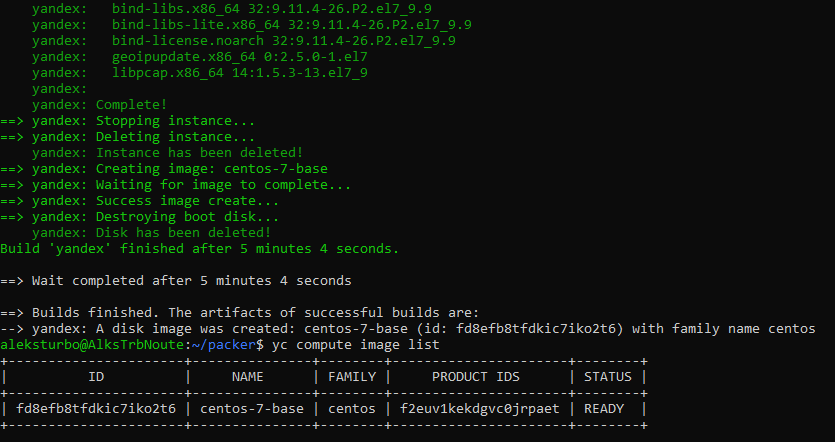 yandex:   bind-libs.x86_64 32:9.11.4-26.P2.el7_9.9
yandex:   bind-libs-lite.x86_64 32:9.11.4-26.P2.el7_9.9
yandex:   bind-license.noarch 32:9.11.4-26.P2.el7_9.9
yandex:   geoipupdate.x86_64 0:2.5.0-1.el7
yandex:   libpcap.x86_64 14:1.5.3-13.el7_9
yandex:
yandex: Complete!
==> yandex: Stopping instance...
==> yandex: Deleting instance...
yandex: Instance has been deleted!
==> yandex: Creating image: centos-7-base
==> yandex: Waiting for image to complete...
==> yandex: Success image create...
==> yandex: Destroying boot disk...
yandex: Disk has been deleted!
Build 'yandex' finished after 5 minutes 4 seconds.
==> Wait completed after 5 minutes 4 seconds
==> Builds finished. The artifacts of successful builds are:
--> yandex: A disk image was created: centos-7-base (id: fd8efb8tfdkic7iko2t6) with family name centos
aleksturbo@AlksTrbNoute:~/packer$ yc compute image list
+----------------------+---------------+--------+----------------------+--------+
|          ID          |     NAME      | FAMILY |     PRODUCT IDS      | STATUS |
+----------------------+---------------+--------+----------------------+--------+
| fd8efb8tfdkic7iko2t6 | centos-7-base | centos | f2euv1kekdgvc0jrpaet | READY  |
+----------------------+---------------+--------+----------------------+--------+